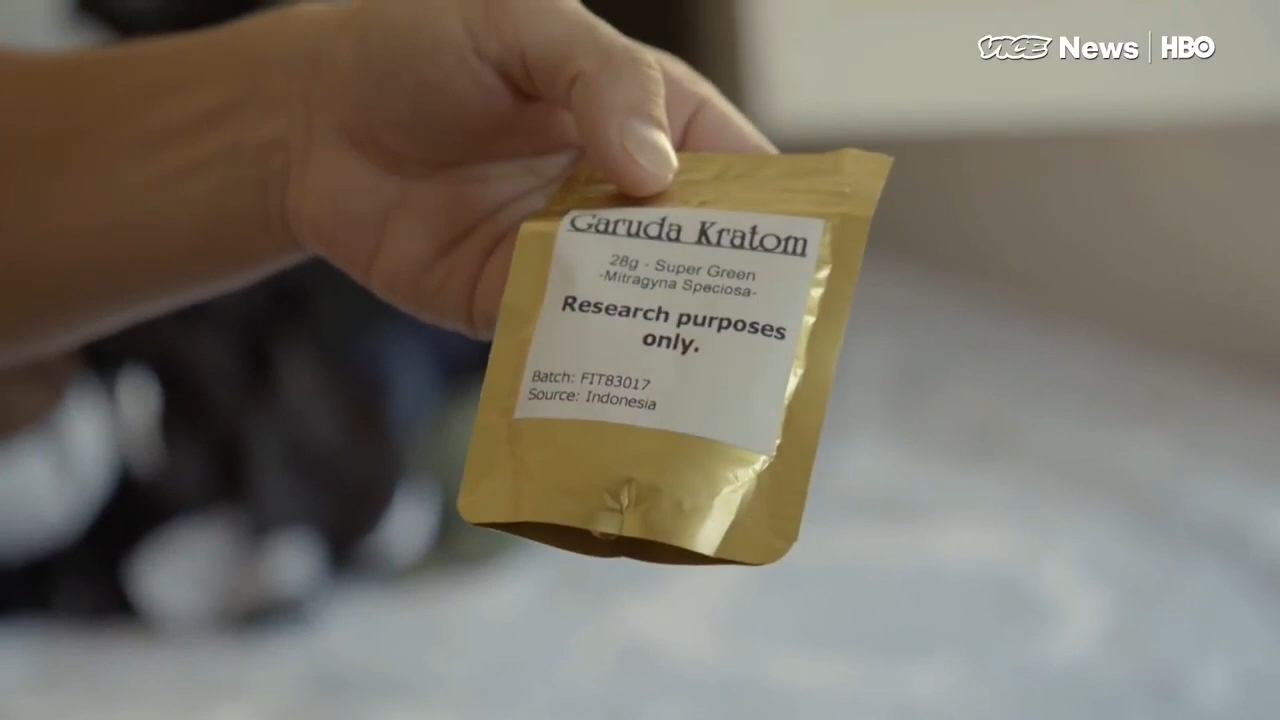 VICE News | HBO
Garuda Kratom
28g - Super Green
-Mitragyna Speciosa-
Research purposes
only.
Batch: FIT83017
Source: Indonesia